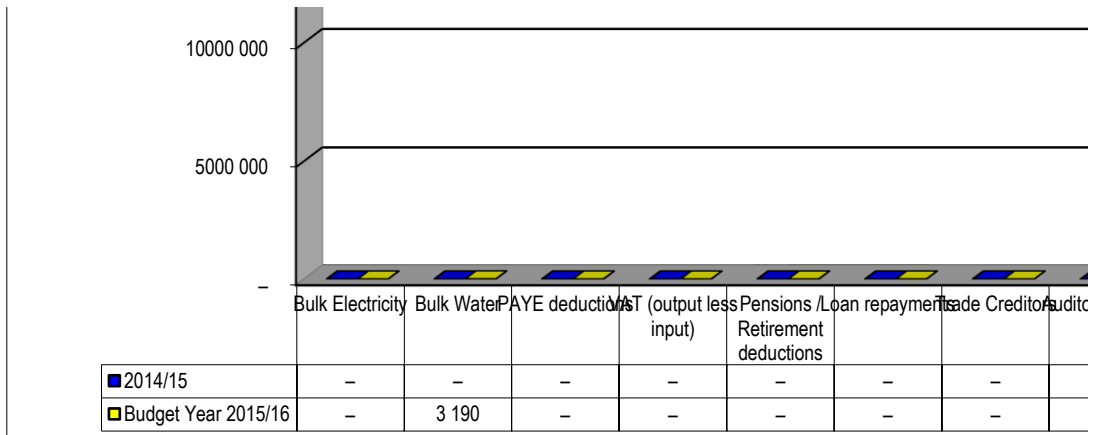 10000 000
5000 000
–
Bulk Electricity Bulk Water PAYE deductions VAT (output less input) Pensions / Retirement deductions Loan repayments Trade Creditors Audito
2014/15 – – – – – – –
Budget Year 2015/16 – 3 190 – – – – –